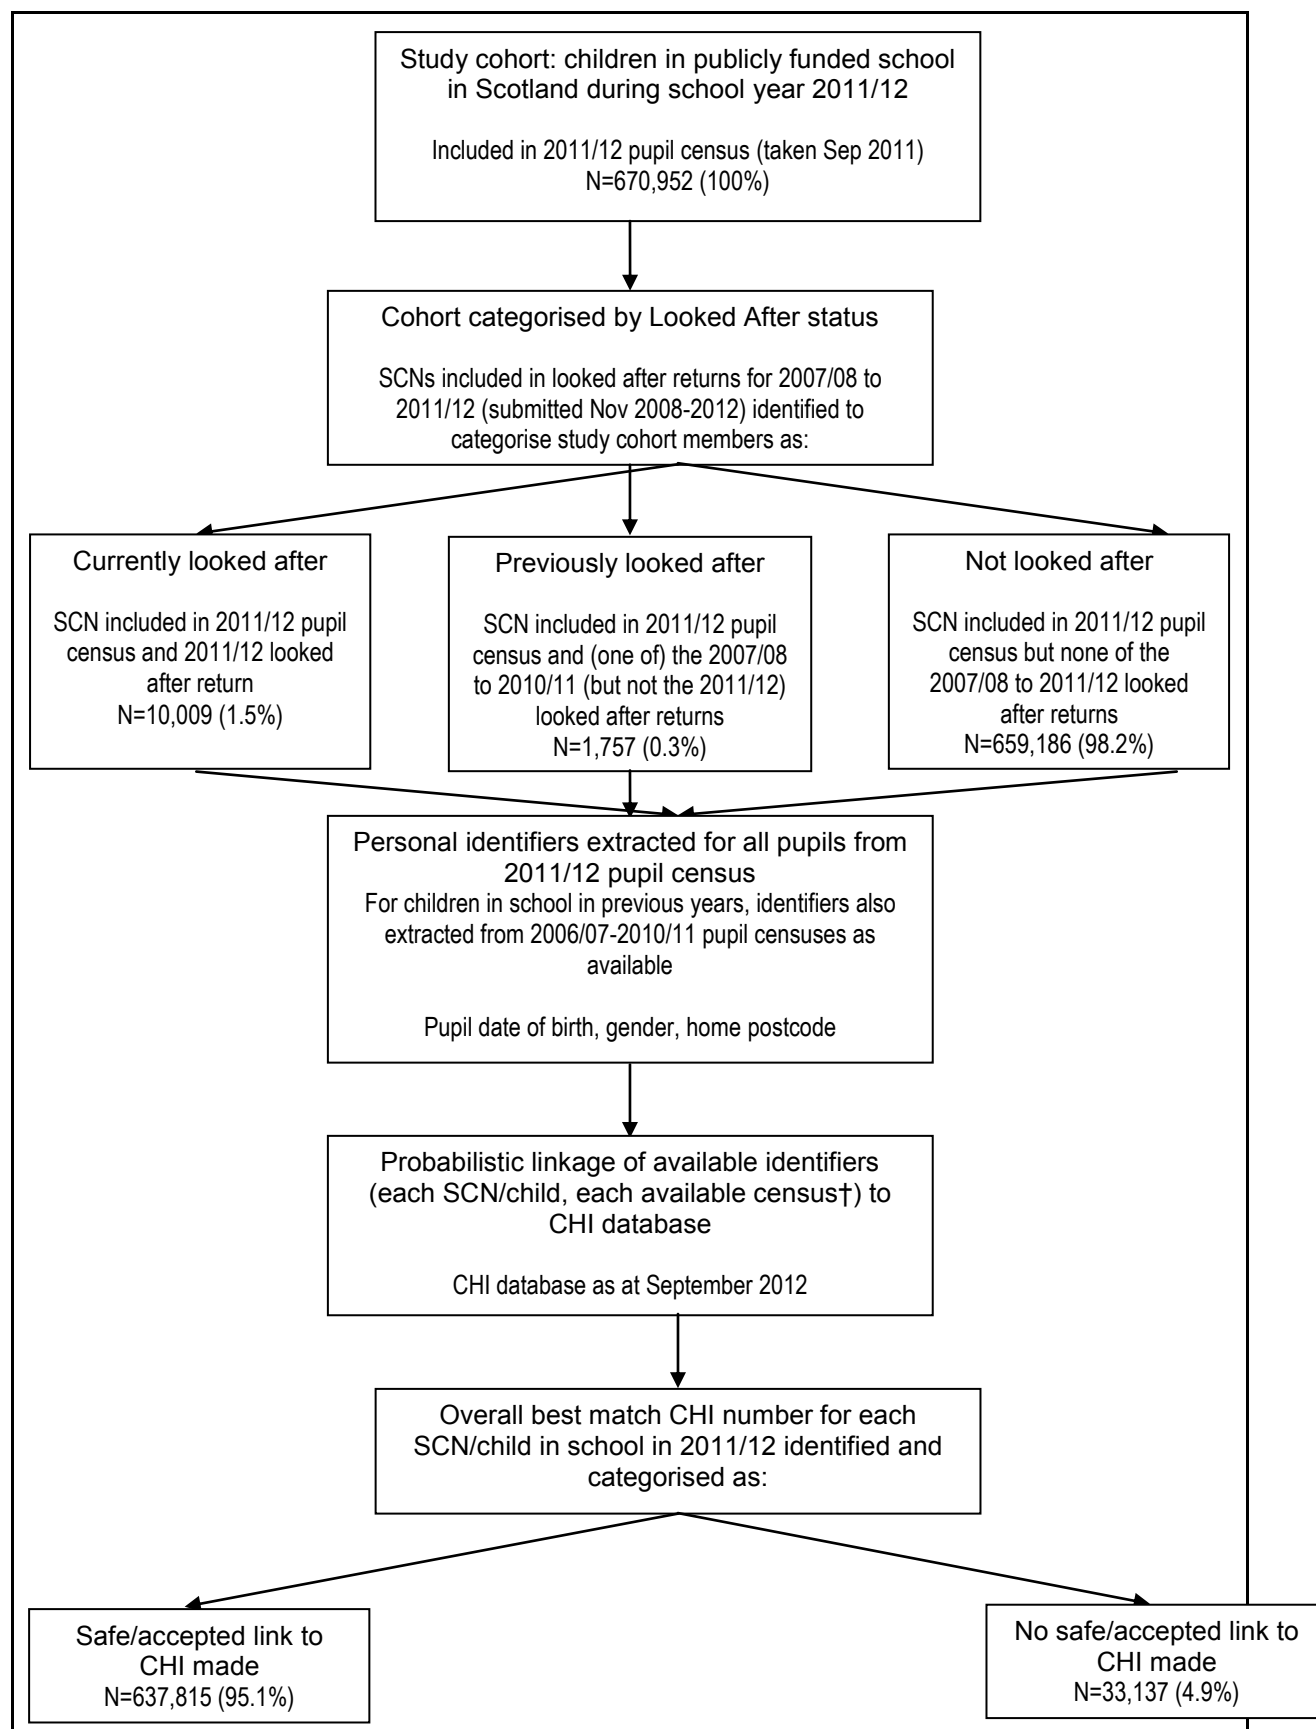 Study cohort: children in publicly funded school
in Scotland during school year 2011/12
Included in 2011/12 pupil census (taken Sep 2011)
N=670,952 (100%)
Cohort categorised by Looked After status
SCNs included in looked after returns for 2007/08 to
2011/12 (submitted Nov 2008-2012) identified to
categorise study cohort members as:
Currently looked after
SCN included in 2011/12 pupil
census and 2011/12 looked
after return
N=10,009 (1.5%)
Previously looked after
SCN included in 2011/12 pupil
census and (one of) the 2007/08
to 2010/11 (but not the 2011/12)
looked after returns
N=1,757 (0.3%)
Not looked after
SCN included in 2011/12 pupil
census but none of the
2007/08 to 2011/12 looked
after returns
N=659,186 (98.2%)
Personal identifiers extracted for all pupils from
2011/12 pupil census
For children in school in previous years, identifiers also
extracted from 2006/07-2010/11 pupil censuses as
available
Pupil date of birth, gender, home postcode
Probabilistic linkage of available identifiers
(each SCN/child, each available census†) to
CHI database
CHI database as at September 2012
Overall best match CHI number for each
SCN/child in school in 2011/12 identified and
categorised as:
Safe/accepted link to
CHI made
N=637,815 (95.1%)
No safe/accepted link to
CHI made
N=33,137 (4.9%)